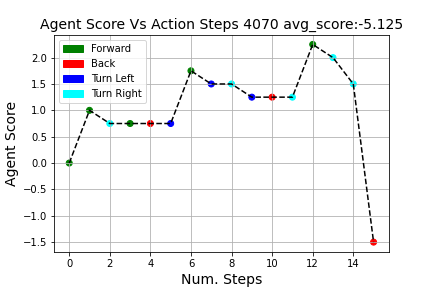 Agent Score Vs Action Steps 4070 avg_score:-5.125
Forward
Back
Turn Left
Turn Right
2.0
1.5
1.0
0.5
0.0
−0.5
−1.0
−1.5
Agent Score
0 2 4 6 8 10 12 14
Num. Steps